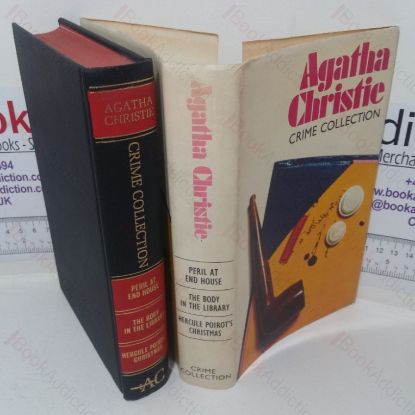 AGATHA
CHRISTIE
CRIME COLLECTION
PERIL AT
END HOUSE
THE BODY
IN THE LIBRARY
HERCULE POIROT'S
CHRISTMAS
AC
Agatha Christie
PERIL AT
END HOUSE
THE BODY
IN THE LIBRARY
HERCULE POIROT'S
CHRISTMAS
CRIME
COLLECTION
Agatha
Christie
CRIME COLLECTION